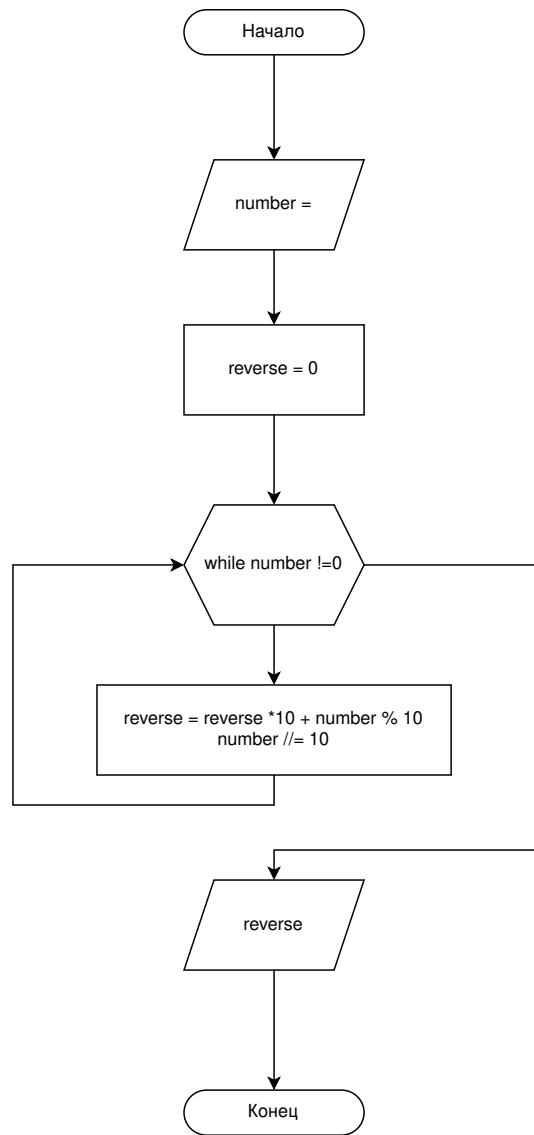 Начало
number =
reverse = 0
while number !=0
reverse = reverse *10 + number % 10
number //= 10
reverse
Конец